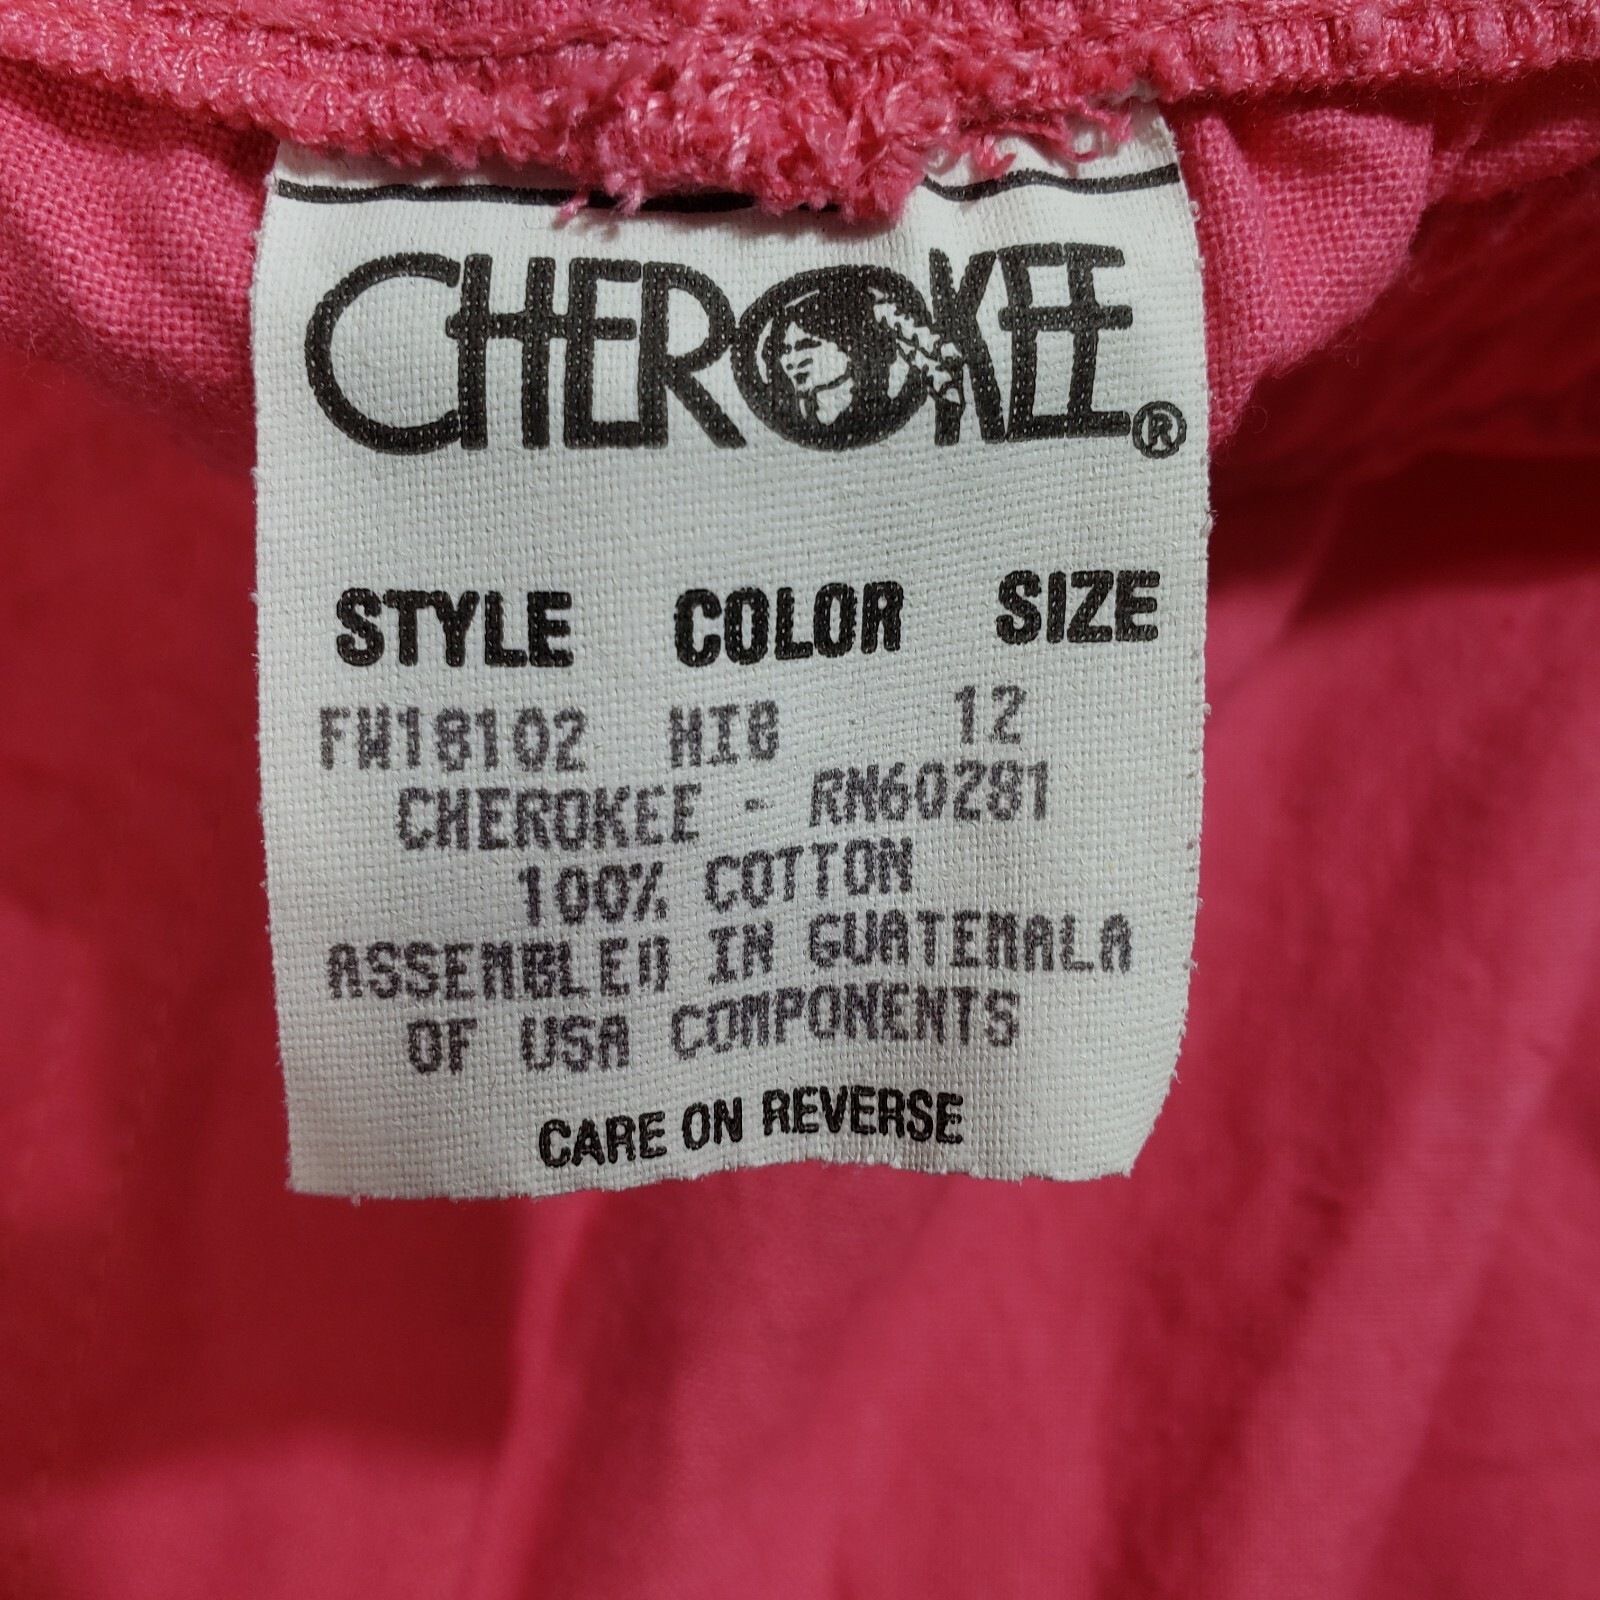 CHEROKEE®
STYLE COLOR SIZE
FW18102 HIB 12
CHEROKEE - RN60281
100% COTTON
ASSEMBLED IN GUATEMALA
OF USA COMPONENTS
CARE ON REVERSE